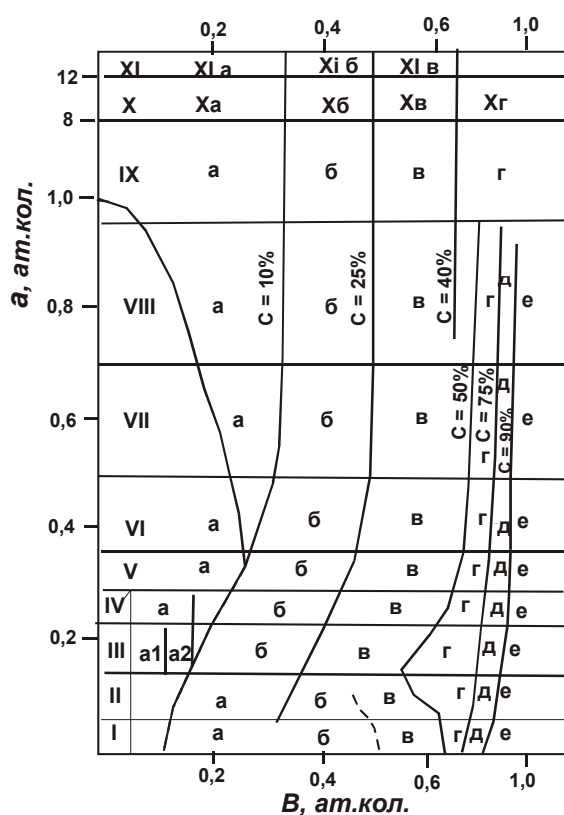 0,2 0,4 0,6 1,0
12 XI XI а Xi б XI в
8 X Xа Xб Xв Xг
IX а б в г
1,0
а, ат.кол.
C = 10% C = 25% C = 40%
0,8 VIII а б в г д е
C = 50% C = 75% C = 90%
0,6 VII а б в г д е
0,4 VI а б в г д е
V а б в г д е
IV а б в г д е
0,2 III а1 а2 б в г д е
II а б в г д е
I а б в г д е
0,2 0,4 0,6 1,0
В, ат.кол.